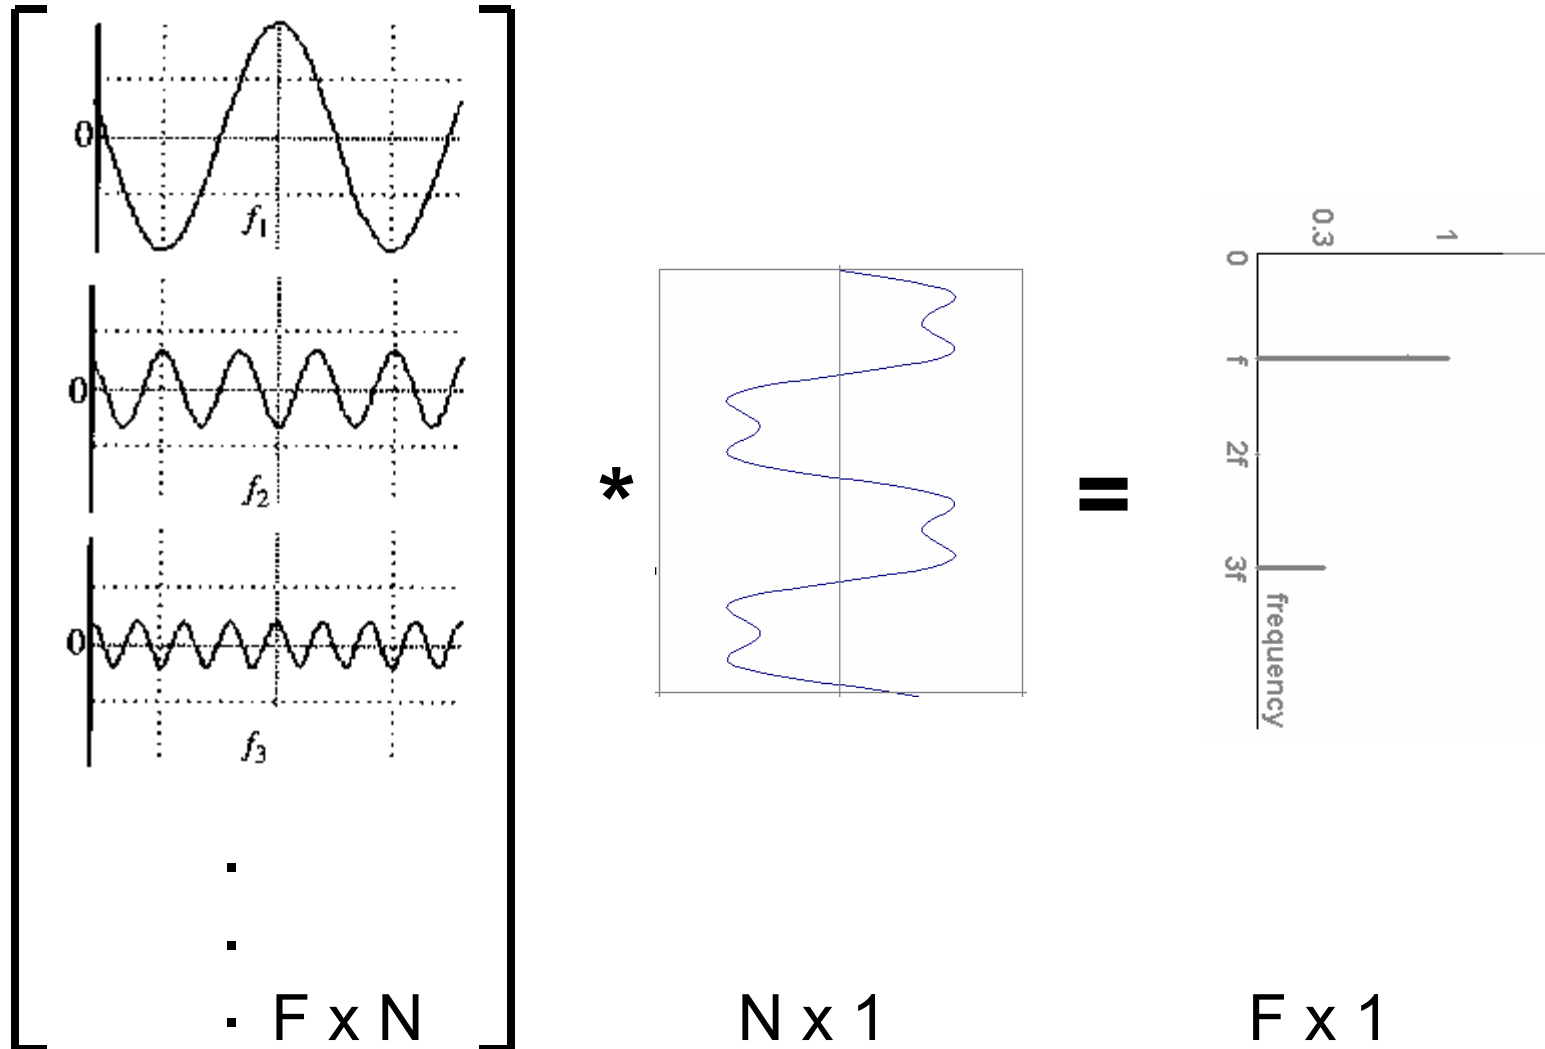 0
f1
0
f2
0
f3
.
.
. F x N
*
N x 1
=
0.3 1
0
f
2f
3f
frequency
F x 1